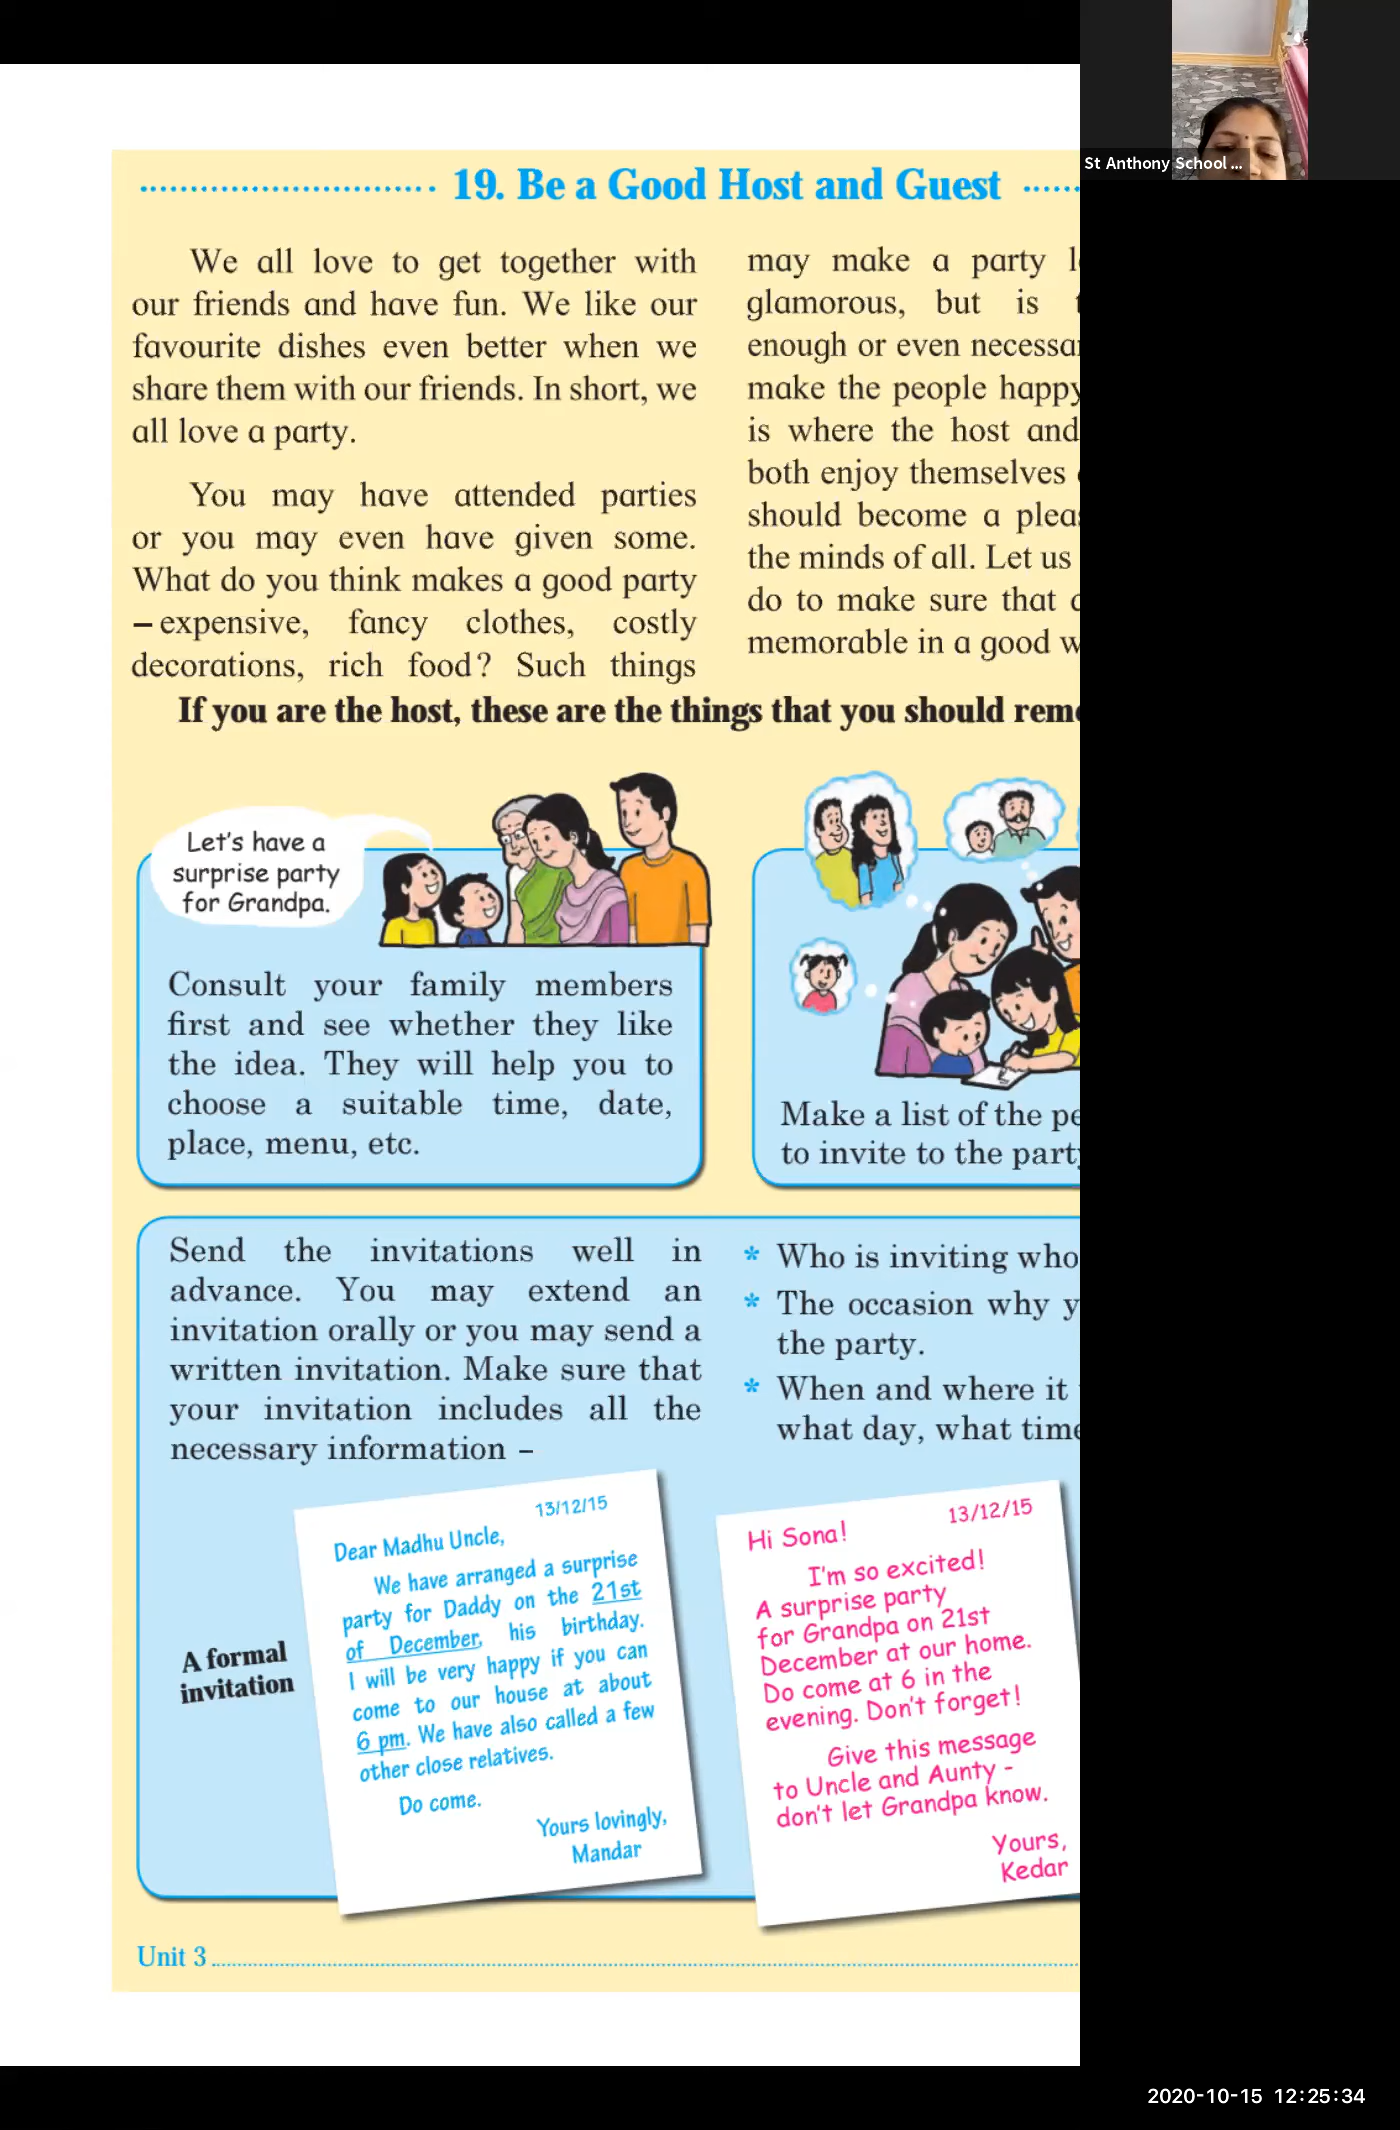 St Anthony School ...
19. Be a Good Host and Guest
We all love to get together with
our friends and have fun. We like our
favourite dishes even better when we
share them with our friends. In short, we
all love a party.
You may have attended parties
or you may even have given some.
What do you think makes a good party
– expensive, fancy clothes, costly
decorations, rich food? Such things
may make a party
glamorous, but is
enough or even
make the people happy
is where the host and
both enjoy themselves
should become a
the minds of all. Let us
do to make sure that
memorable in a good
If you are the host, these are the things that you should
Let's have a
surprise party
for Grandpa.
Consult your family members
first and see whether they like
the idea. They will help you to
choose a suitable time, date,
place, menu, etc.
Make a list of the
to invite to the
Send the invitations well in
advance. You may extend an
invitation orally or you may send a
written invitation. Make sure that
your invitation includes all the
necessary information –
* Who is inviting
* The occasion why
the party.
* When and where it
what day, what
A formal
invitation
13/12/15
Dear Madhu Uncle,
We have arranged a surprise
party for Daddy on the 21st
of December, his birthday.
I will be very happy if you can
come to our house at about
6 pm. We have also called a few
other close relatives.
Do come.
Yours lovingly,
Mandar
13/12/15
Hi Sona!
I'm so excited!
A surprise party
for Grandpa on 21st
December at our home.
Do come at 6 in the
evening. Don't forget!
Give this message
to Uncle and Aunty -
don't let Grandpa know.
Yours,
Kedar
Unit 3
2020-10-15 12:25:34